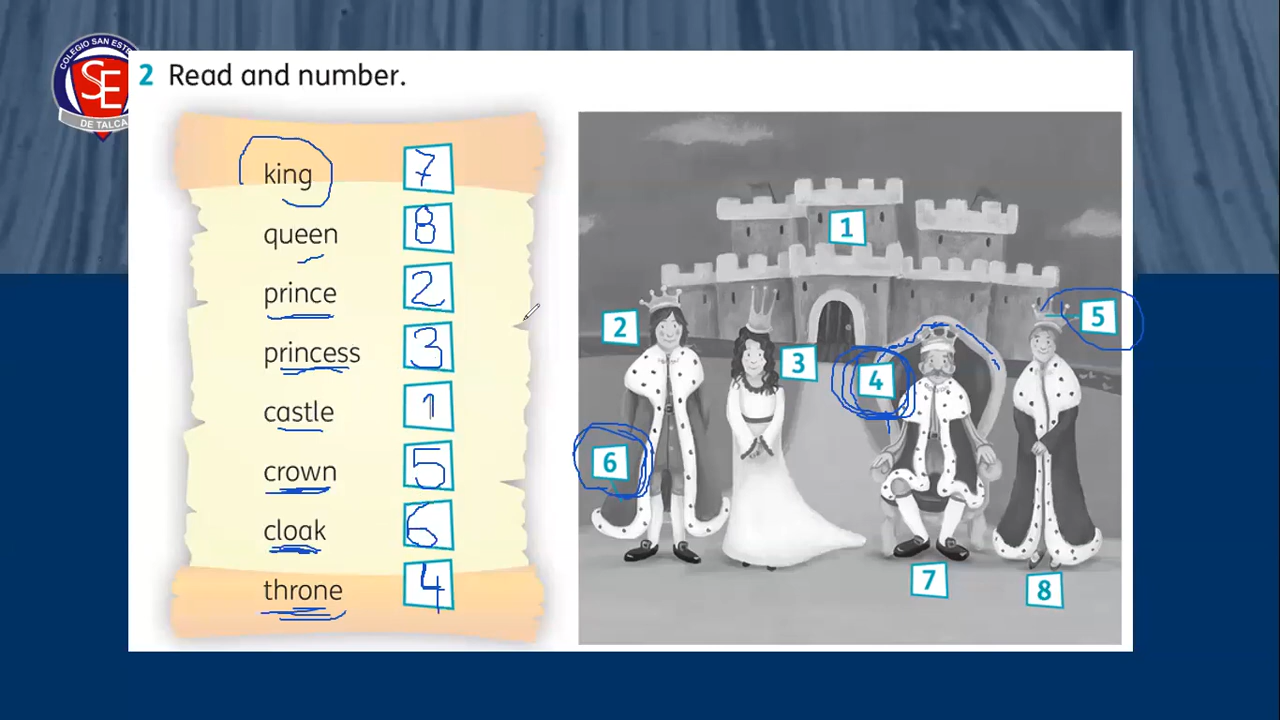 COLEGIO SAN ESTE
SE
DE TALCA
2 Read and number.
king 7
queen 8
prince 2
princess 3
castle 1
crown 5
cloak 6
throne 4
1
2
3
4
5
6
7
8